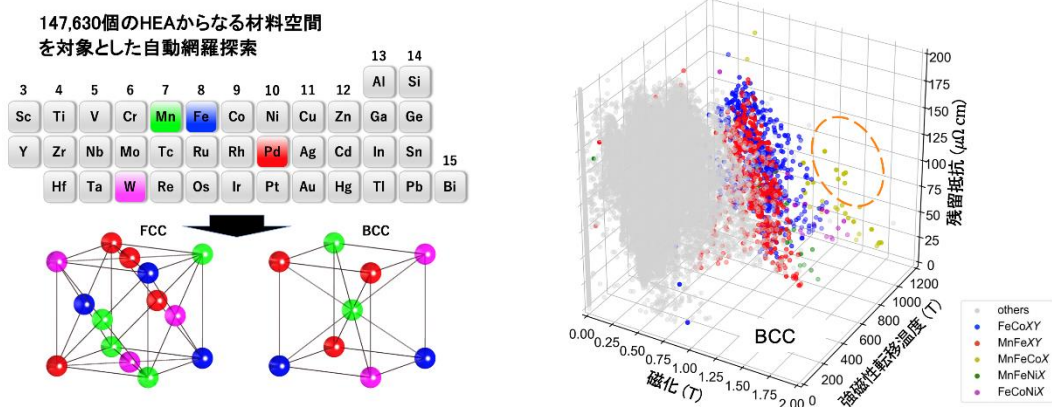 147,630個のHEAからなる材料空間
を対象とした自動網羅探索
13 14
3 4 5 6 7 8 9 10 11 12 Al Si
Sc Ti V Cr Mn Fe Co Ni Cu Zn Ga Ge
Y Zr Nb Mo Tc Ru Rh Pd Ag Cd In Sn 15
Hf Ta W Re Os Ir Pt Au Hg Tl Pb Bi
FCC BCC
200
175
150
125
100
75
50
25
0
残留抵抗 (μΩ cm)
0.00 0.25 0.50 0.75 1.00 1.25 1.50 1.75 2.00
磁化 (T)
0 200 400 600 800 1000 1200
強磁性転移温度 (T)
BCC
others
FeCoXY
MnFeXY
MnFeCoX
MnFeNiX
FeCoNiX